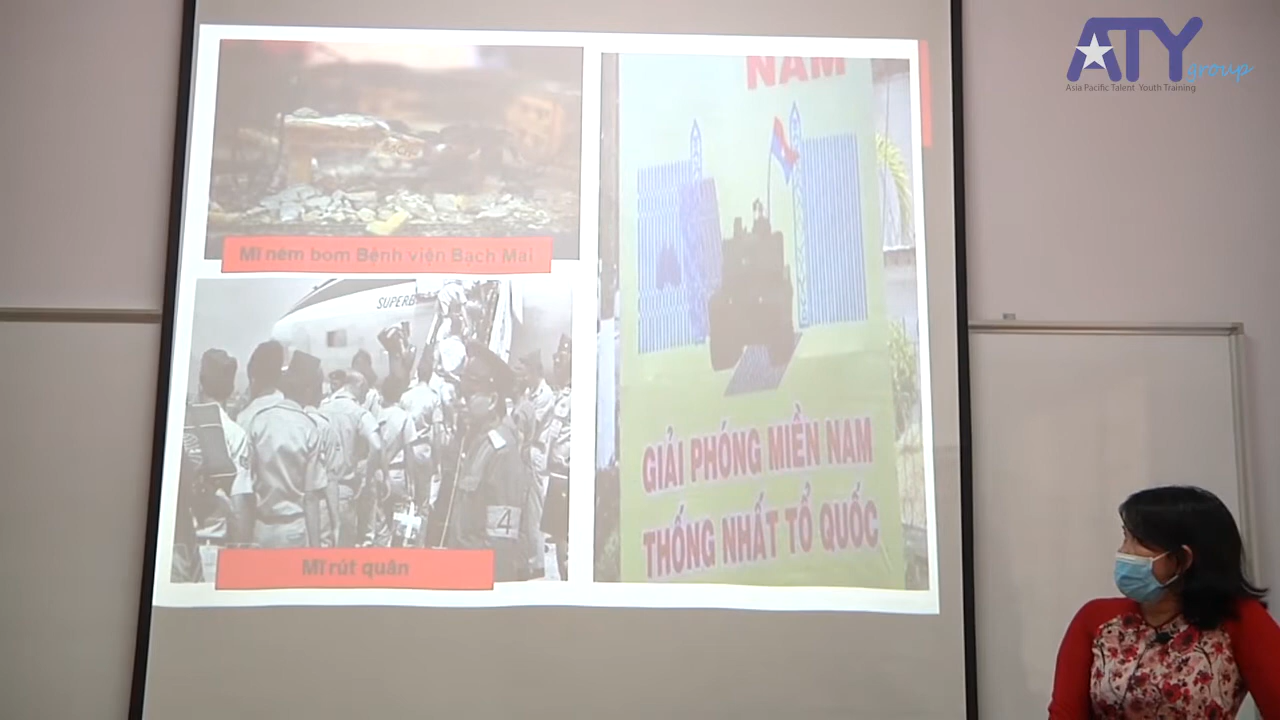 ATY
group
Asia Pacific Talent Youth Training
Mĩ ném bom Bệnh viện Bạch Mai
SUPERB
4
Mĩ rút quân
NAM
GIẢI PHÓNG MIỀN NAM
THỐNG NHẤT TỔ QUỐC